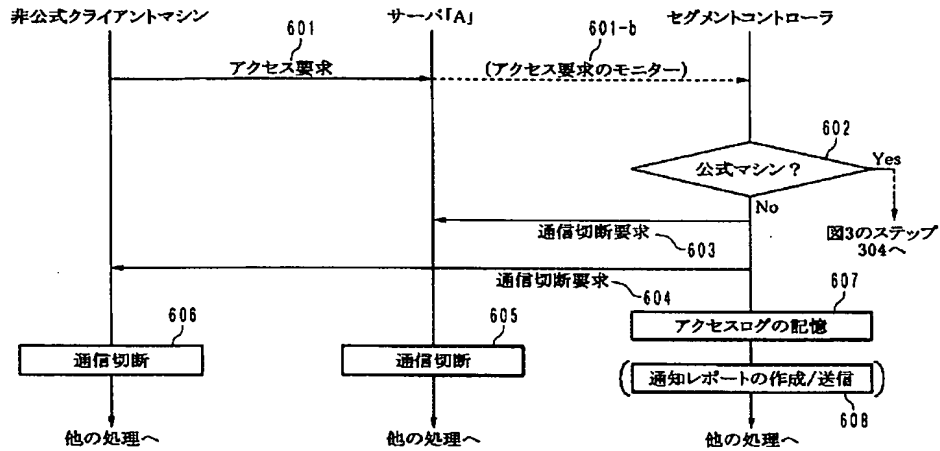 非公式クライアントマシン
サーバ「A」
セグメントコントローラ
601
アクセス要求
601-b
(アクセス要求のモニター)
602
公式マシン?
Yes
No
図3のステップ
304へ
通信切断要求
603
通信切断要求
604
607
アクセスログの記憶
606
通信切断
605
通信切断
(通知レポートの作成/送信)
608
他の処理へ
他の処理へ
他の処理へ